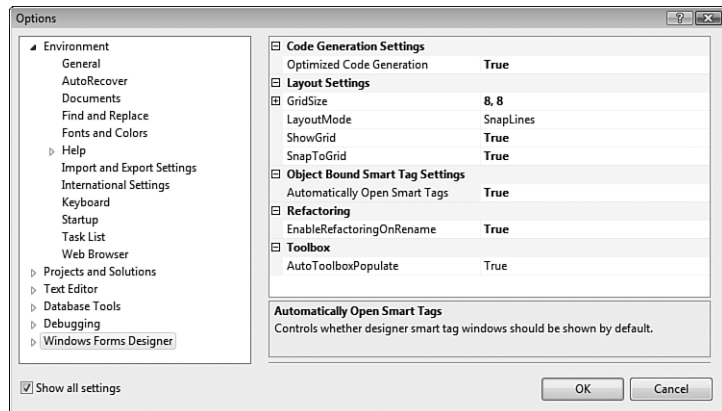 Options
Environment
General
AutoRecover
Documents
Find and Replace
Fonts and Colors
Help
Import and Export Settings
International Settings
Keyboard
Startup
Task List
Web Browser
Projects and Solutions
Text Editor
Database Tools
Debugging
Windows Forms Designer
Code Generation Settings
Optimized Code Generation True
Layout Settings
GridSize 8, 8
LayoutMode SnapLines
ShowGrid True
SnapToGrid True
Object Bound Smart Tag Settings
Automatically Open Smart Tags True
Refactoring
EnableRefactoringOnRename True
Toolbox
AutoToolboxPopulate True
Automatically Open Smart Tags
Controls whether designer smart tag windows should be shown by default.
Show all settings
OK Cancel